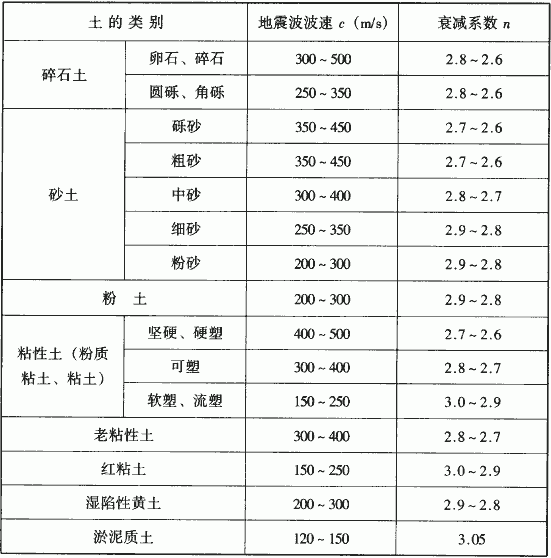 土的类别 地震波波速 c (m/s) 衰减系数 n
碎石土 卵石、碎石 300~500 2.8~2.6
圆砾、角砾 250~350 2.8~2.6
砂土 砾砂 350~450 2.7~2.6
粗砂 350~450 2.7~2.6
中砂 300~400 2.8~2.7
细砂 250~350 2.9~2.8
粉砂 200~300 2.9~2.8
粉 土 200~300 2.9~2.8
粘性土（粉质
粘土、粘土） 坚硬、硬塑 400~500 2.7~2.6
可塑 300~400 2.8~2.7
软塑、流塑 150~250 3.0~2.9
老粘性土 300~400 2.8~2.7
红粘土 150~250 3.0~2.9
湿陷性黄土 200~300 2.9~2.8
淤泥质土 120~150 3.05